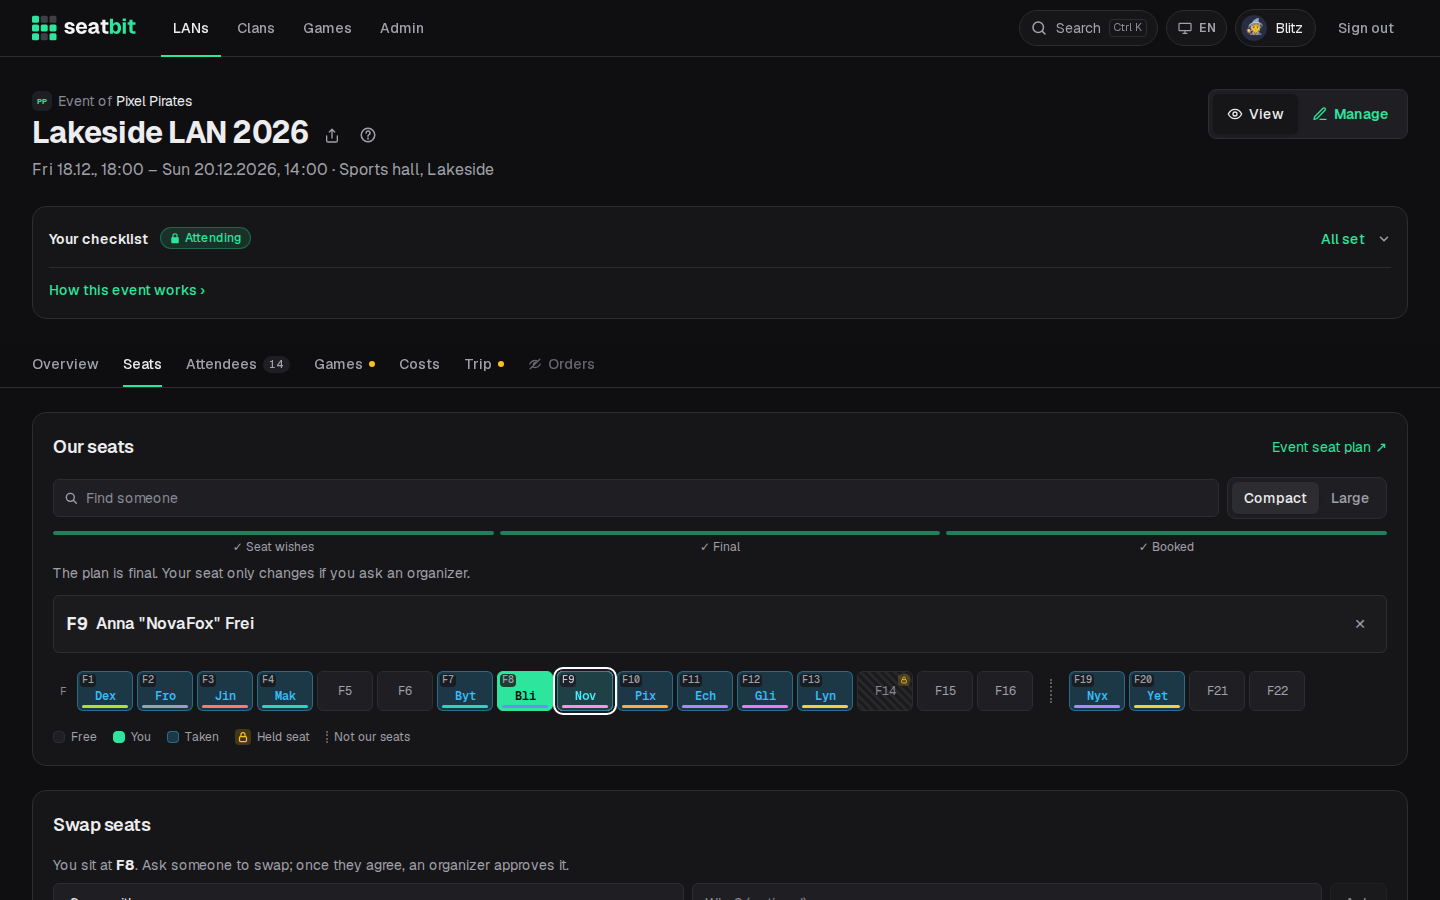 seatbit LANs Clans Games Admin Search Ctrl K EN Blitz Sign out
PP Event of Pixel Pirates
Lakeside LAN 2026
View Manage
Fri 18.12., 18:00 – Sun 20.12.2026, 14:00 · Sports hall, Lakeside
Your checklist Attending All set
How this event works ›
Overview Seats Attendees 14 Games Costs Trip Orders
Our seats Event seat plan ↗
Find someone Compact Large
✓ Seat wishes ✓ Final ✓ Booked
The plan is final. Your seat only changes if you ask an organizer.
F9 Anna "NovaFox" Frei ×
F F1 Dex F2 Fro F3 Jin F4 Mak F5 F6 F7 Byt F8 Bli F9 Nov F10 Pix F11 Ech F12 Gli F13 Lyn F14 F15 F16 F19 Nyx F20 Yet F21 F22
Free You Taken Held seat Not our seats
Swap seats
You sit at F8. Ask someone to swap; once they agree, an organizer approves it.